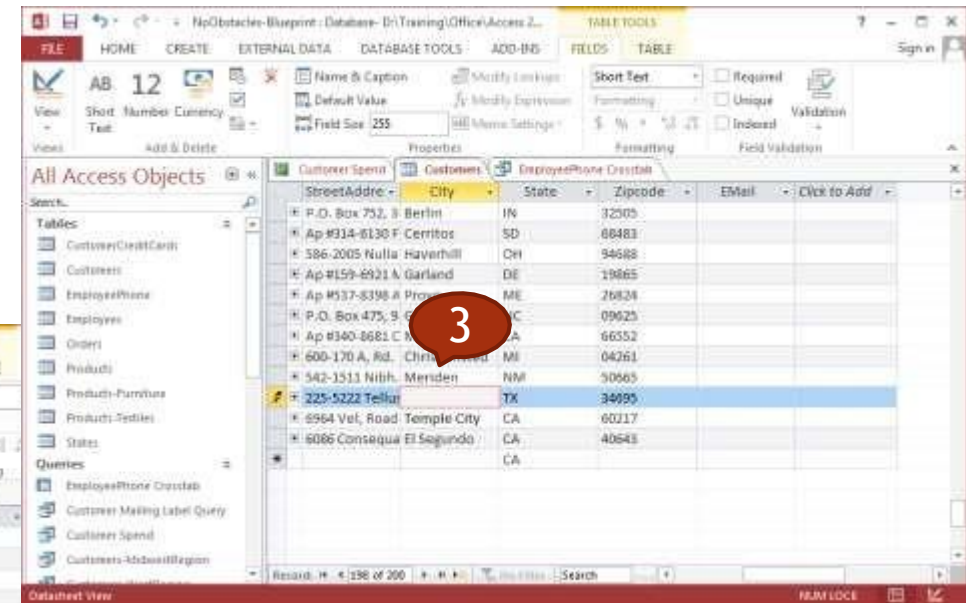 NpObstacles-Blueprint : Database- D:\Training\Office\Access 2...
TABLE TOOLS
?
FILE HOME CREATE EXTERNAL DATA DATABASE TOOLS ADD-INS FIELDS TABLE Sign in
View
AB Short Text
12 Number
Currency
Name & Caption
Default Value
Field Size 255
Modify Lookups
Modify Expression
Memo Settings
Short Text
Formatting
$ %
Required
Unique
Indexed
Validation
Views Add & Delete Properties Formatting Field Validation
All Access Objects
Search..
Tables
CustomerCreditCards
Customers
EmployeePhone
Employees
Orders
Products
Products-Furniture
Products-Textiles
States
Queries
EmployeePhone Crosstab
Customer Mailing Label Query
Customer Spend
Customers-MidwestRegion
Customer Spend Customers EmployeePhone Crosstab
StreetAddre City State Zipcode EMail Click to Add
P.O. Box 752, Berlin IN 32505
Ap #314-6130 F Cerritos SD 68483
586-2005 Nulla Haverhill OH 94688
Ap #159-6921 Garland DE 19865
Ap #537-8398 ME 26824
P.O. Box 475, 9 09625
Ap #340-8681 C 66552
600-170 A, Rd. MI 04261
542-1511 Nibh. Meriden NM 50665
225-5222 Tellus TX 34695
6964 Vel, Road Temple City CA 60217
6086 Consequa El Segundo CA 40643
CA
3
Record: 198 of 200 Search
Datasheet View NUM LOCK